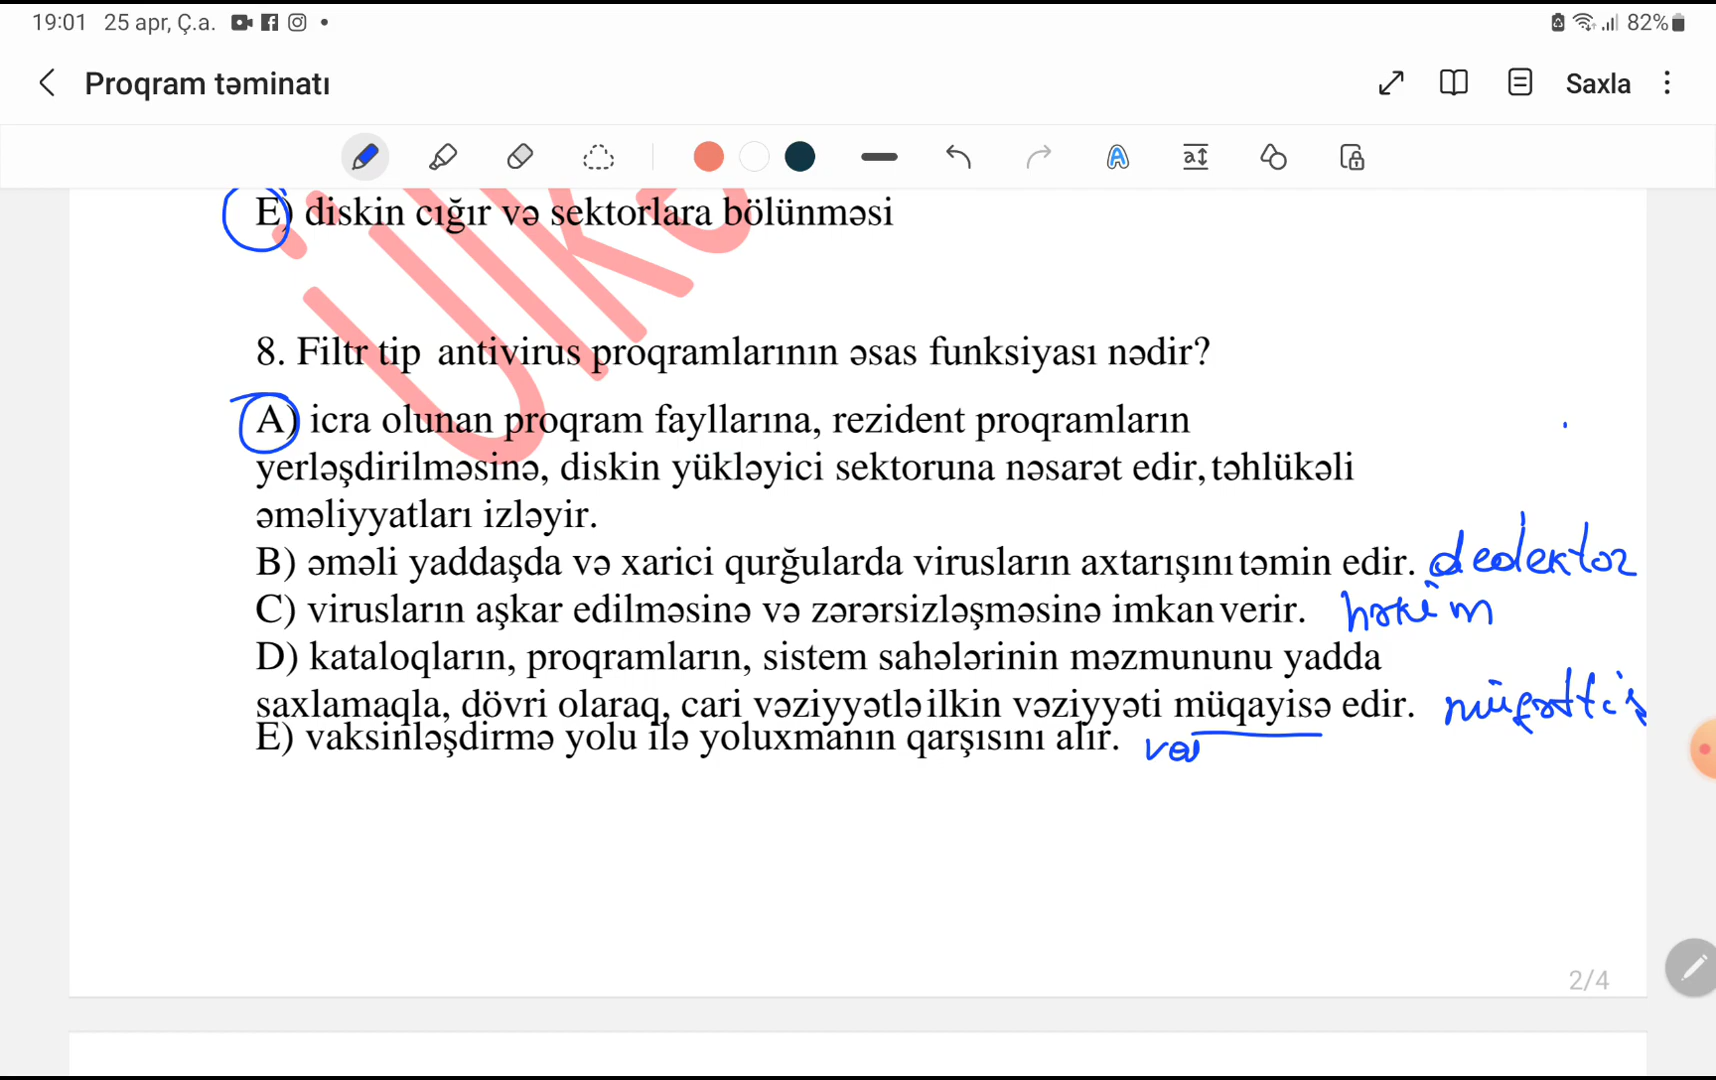 19:01 25 apr, Ç.a. 82%
Proqram təminatı Saxla
E) diskin cığır və sektorlara bölünməsi
8. Filtr tip antivirus proqramlarının əsas funksiyası nədir?
A) icra olunan proqram fayllarına, rezident proqramların
yerləşdirilməsinə, diskin yükləyici sektoruna nəsarət edir, təhlükəli
əməliyyatları izləyir.
B) əməli yaddaşda və xarici qurğularda virusların axtarışını təmin edir. dedektor
C) virusların aşkar edilməsinə və zərərsizləşməsinə imkan verir. həkim
D) kataloqların, proqramların, sistem sahələrinin məzmununu yadda
saxlamaqla, dövri olaraq, cari vəziyyətlə ilkin vəziyyəti müqayisə edir. müfəttiş
E) vaksinləşdirmə yolu ilə yoluxmanın qarşısını alır.
ÜLKƏ
2/4